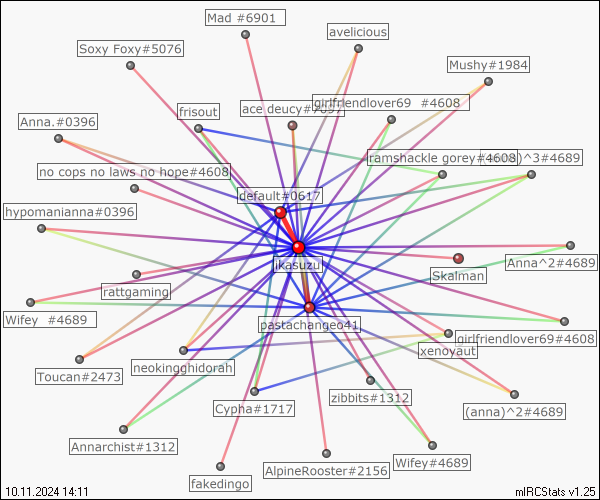 Mad #6901
avelicious
Soxy Foxy#5076
Mushy#1984
girlfriendlover69 #4608
ace deucy
frisout
Anna.#0396
ramshackle gorey#4608
)^3#4689
no cops no laws no hope#4608
default#0617
hypomanianna#0396
ikasuzu
Anna^2#4689
Skalman
rattgaming
Wifey #4689
pastachangeo41
girlfriendlover69#4608
xenoyaut
neokingghidorah
Toucan#2473
zibbits#1312
Cypha#1717
(anna)^2#4689
Annarchist#1312
Wifey#4689
AlpineRooster#2156
fakedingo
10.11.2024 14:11
mIRCStats v1.25